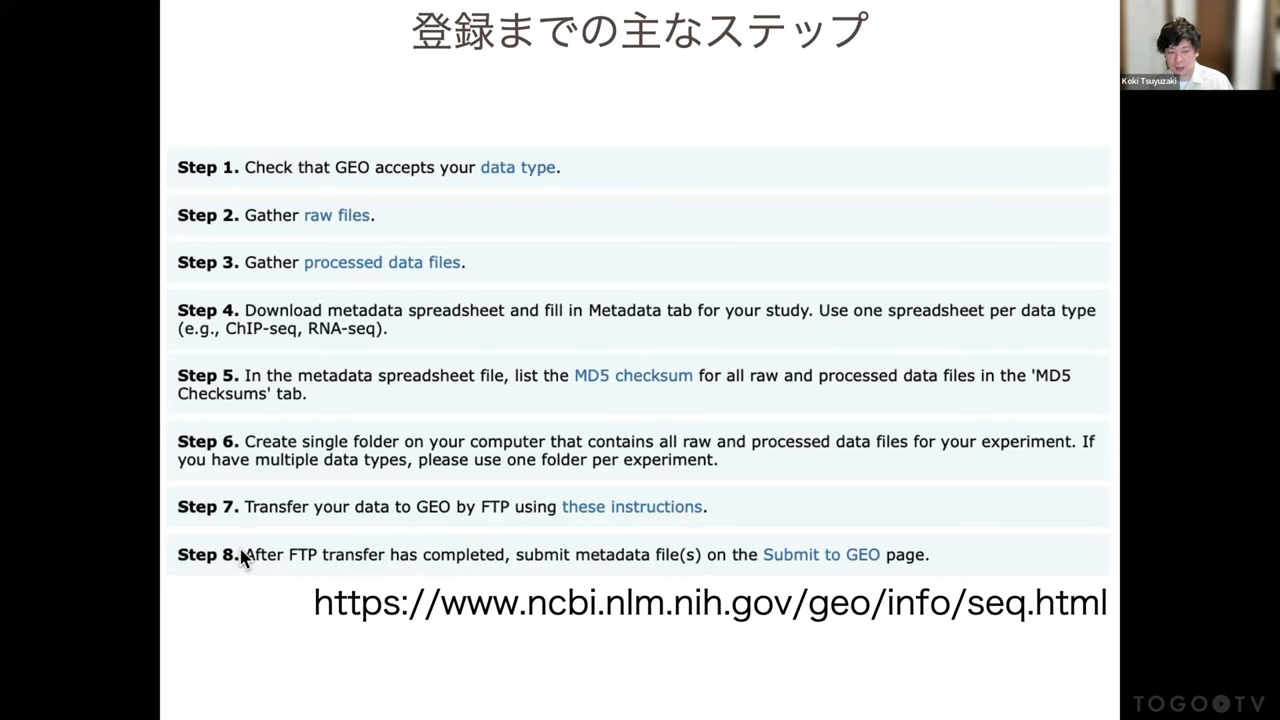 登録までの主なステップ
Koki Tsuyuzaki
Step 1. Check that GEO accepts your data type.
Step 2. Gather raw files.
Step 3. Gather processed data files.
Step 4. Download metadata spreadsheet and fill in Metadata tab for your study. Use one spreadsheet per data type
(e.g., ChIP-seq, RNA-seq).
Step 5. In the metadata spreadsheet file, list the MD5 checksum for all raw and processed data files in the 'MD5
Checksums' tab.
Step 6. Create single folder on your computer that contains all raw and processed data files for your experiment. If
you have multiple data types, please use one folder per experiment.
Step 7. Transfer your data to GEO by FTP using these instructions.
Step 8. After FTP transfer has completed, submit metadata file(s) on the Submit to GEO page.
https://www.ncbi.nlm.nih.gov/geo/info/seq.html
TOGO TV